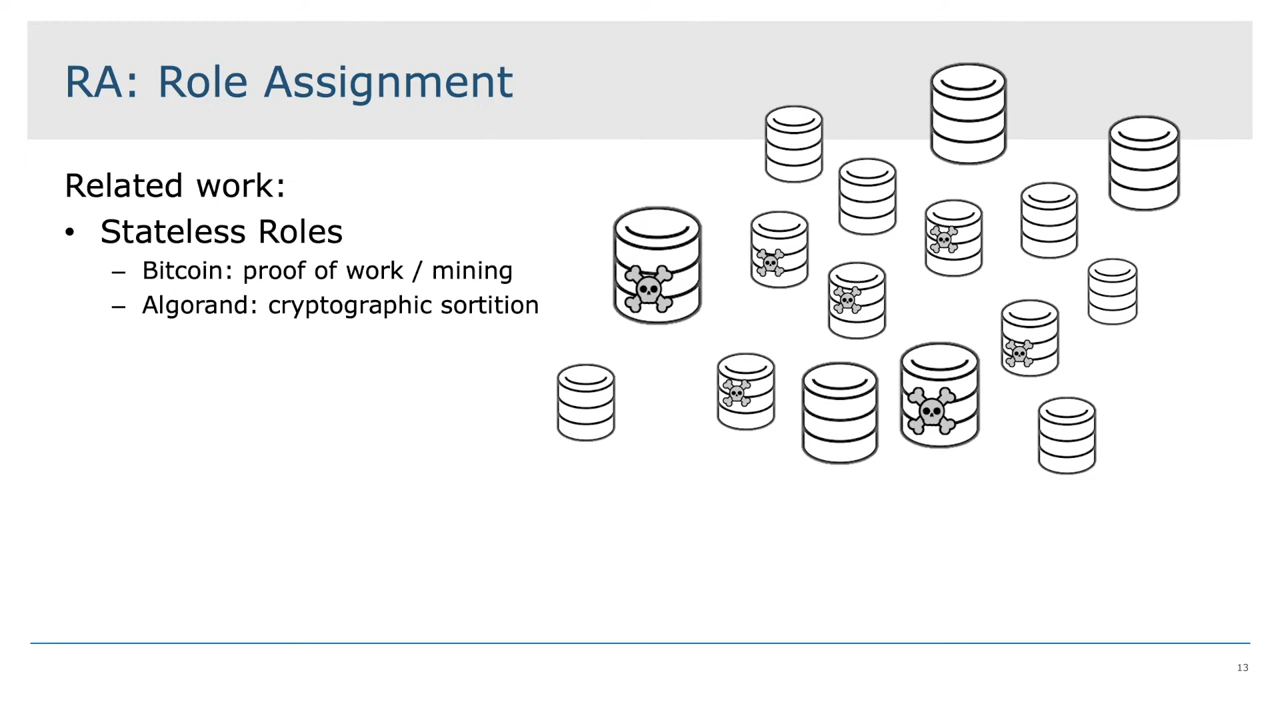 RA: Role Assignment
Related work:
• Stateless Roles
– Bitcoin: proof of work / mining
– Algorand: cryptographic sortition
13